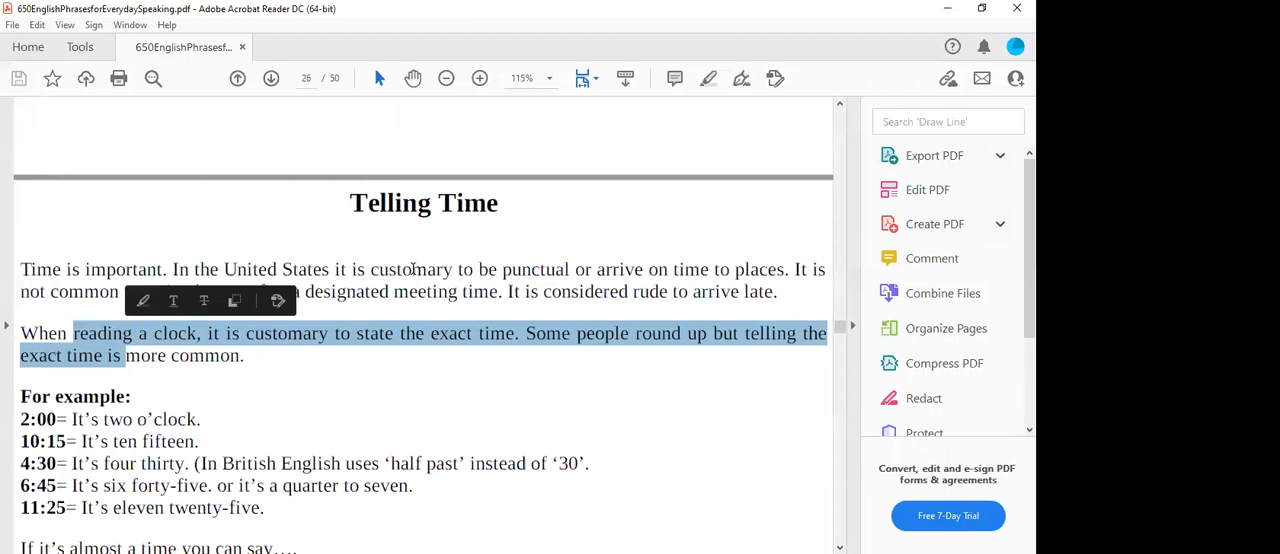 650EnglishPhrasesforEverydaySpeaking.pdf - Adobe Acrobat Reader DC (64-bit)
File Edit View Sign Window Help
Home Tools 650EnglishPhrasesf...
26 / 50 115%
Search 'Draw Line'
Telling Time
Time is important. In the United States it is customary to be punctual or arrive on time to places. It is
not common a designated meeting time. It is considered rude to arrive late.
When reading a clock, it is customary to state the exact time. Some people round up but telling the
exact time is more common.
For example:
2:00= It’s two o’clock.
10:15= It’s ten fifteen.
4:30= It’s four thirty. (In British English uses ‘half past’ instead of ‘30’.
6:45= It’s six forty-five. or it’s a quarter to seven.
11:25= It’s eleven twenty-five.
If it’s almost a time you can say….
Export PDF
Edit PDF
Create PDF
Comment
Combine Files
Organize Pages
Compress PDF
Redact
Protect
Convert, edit and e-sign PDF
forms & agreements
Free 7-Day Trial